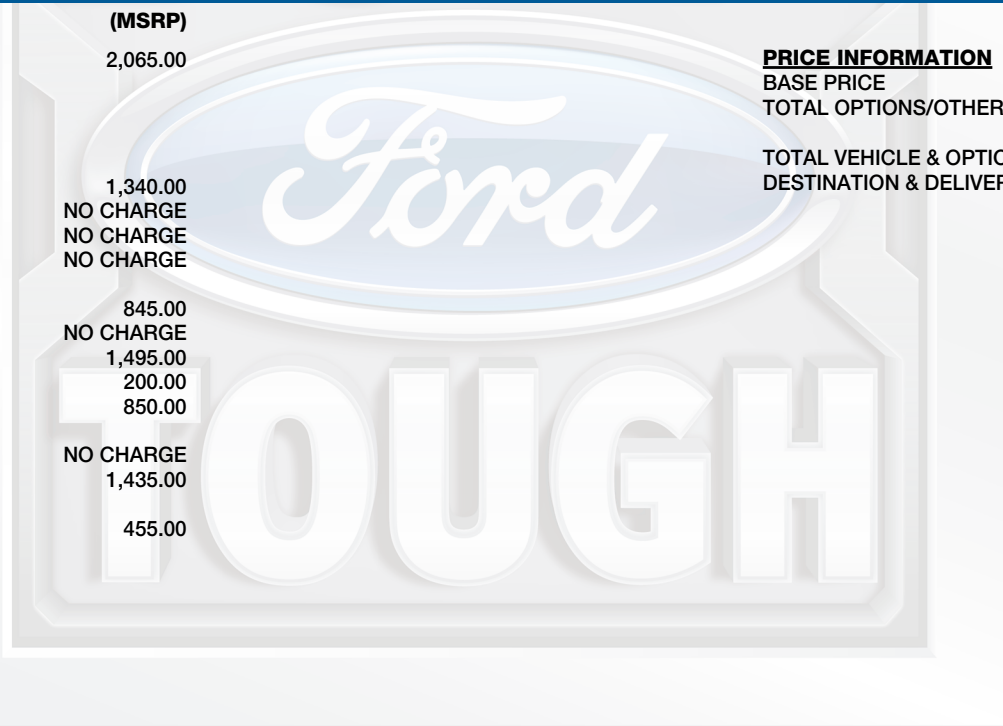 (MSRP)
2,065.00
1,340.00
NO CHARGE
NO CHARGE
NO CHARGE
845.00
NO CHARGE
1,495.00
200.00
850.00
NO CHARGE
1,435.00
455.00
PRICE INFORMATION
BASE PRICE
TOTAL OPTIONS/OTHER
TOTAL VEHICLE & OPTIO
DESTINATION & DELIVER
Ford
TOUGH